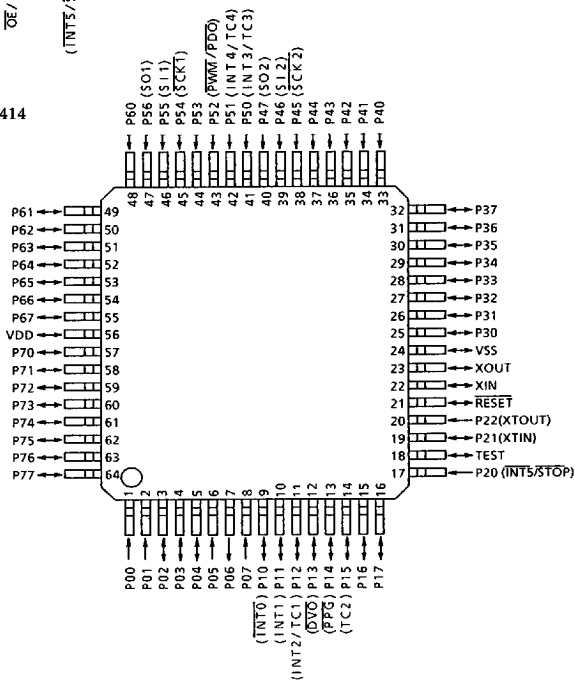 OE/
(INT5/
414
P60
P56 (SO1)
P55 (SI1)
P54 (SCK1)
P53
P52 (PWM/PDO)
P51 (INT4/TC4)
P50 (INT3/TC3)
P47 (SO2)
P46 (SI2)
P45 (SCK2)
P44
P43
P42
P41
P40
48 47 46 45 44 43 42 41 40 39 38 37 36 35 34 33
P61 49
P62 50
P63 51
P64 52
P65 53
P66 54
P67 55
VDD 56
P70 57
P71 58
P72 59
P73 60
P74 61
P75 62
P76 63
P77 64
32 P37
31 P36
30 P35
29 P34
28 P33
27 P32
26 P31
25 P30
24 VSS
23 XOUT
22 XIN
21 RESET
20 P22(XTOUT)
19 P21(XTIN)
18 TEST
17 P20 (INT5/STOP)
1 2 3 4 5 6 7 8 9 10 11 12 13 14 15 16
P00
P01
P02
P03
P04
P05
P06
P07
(INT0) P10
(INT1) P11
(INT2/TC1) P12
(DVO) P13
(PPG) P14
(TC2) P15
P16
P17